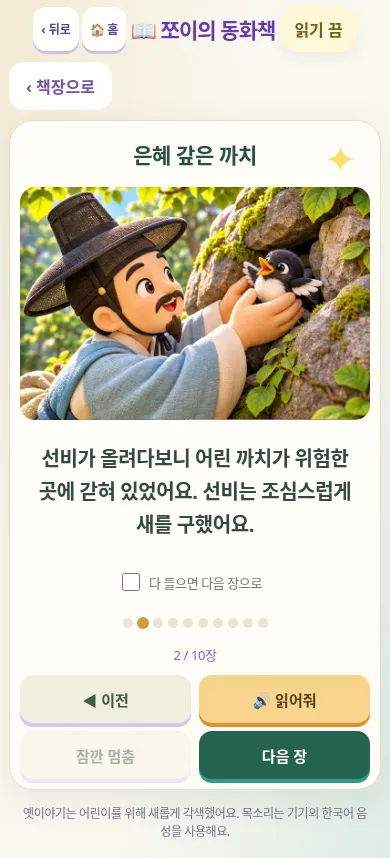 ‹ 뒤로
🏠 홈
📖 쪼이의 동화책
읽기 끔
‹ 책장으로
은혜 갚은 까치
선비가 올려다보니 어린 까치가 위험한
곳에 갇혀 있었어요. 선비는 조심스럽게
새를 구했어요.
다 들으면 다음 장으로
2 / 10장
◀ 이전
🔊 읽어줘
잠깐 멈춤
다음 장
옛이야기는 어린이를 위해 새롭게 각색했어요. 목소리는 기기의 한국어 음
성을 사용해요.